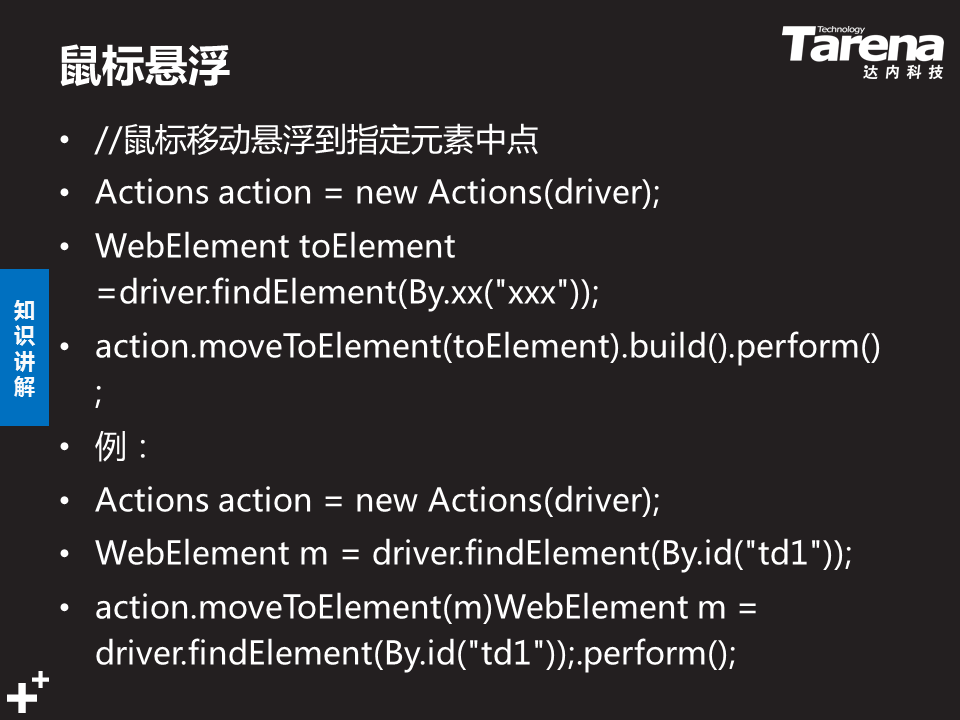 鼠标悬浮
Technology
Tarena
达内科技
• //鼠标移动悬浮到指定元素中点
• Actions action = new Actions(driver);
• WebElement toElement
=driver.findElement(By.xx("xxx"));
• action.moveToElement(toElement).build().perform()
;
• 例：
• Actions action = new Actions(driver);
• WebElement m = driver.findElement(By.id("td1"));
• action.moveToElement(m)WebElement m =
driver.findElement(By.id("td1"));.perform();
知
识
讲
解